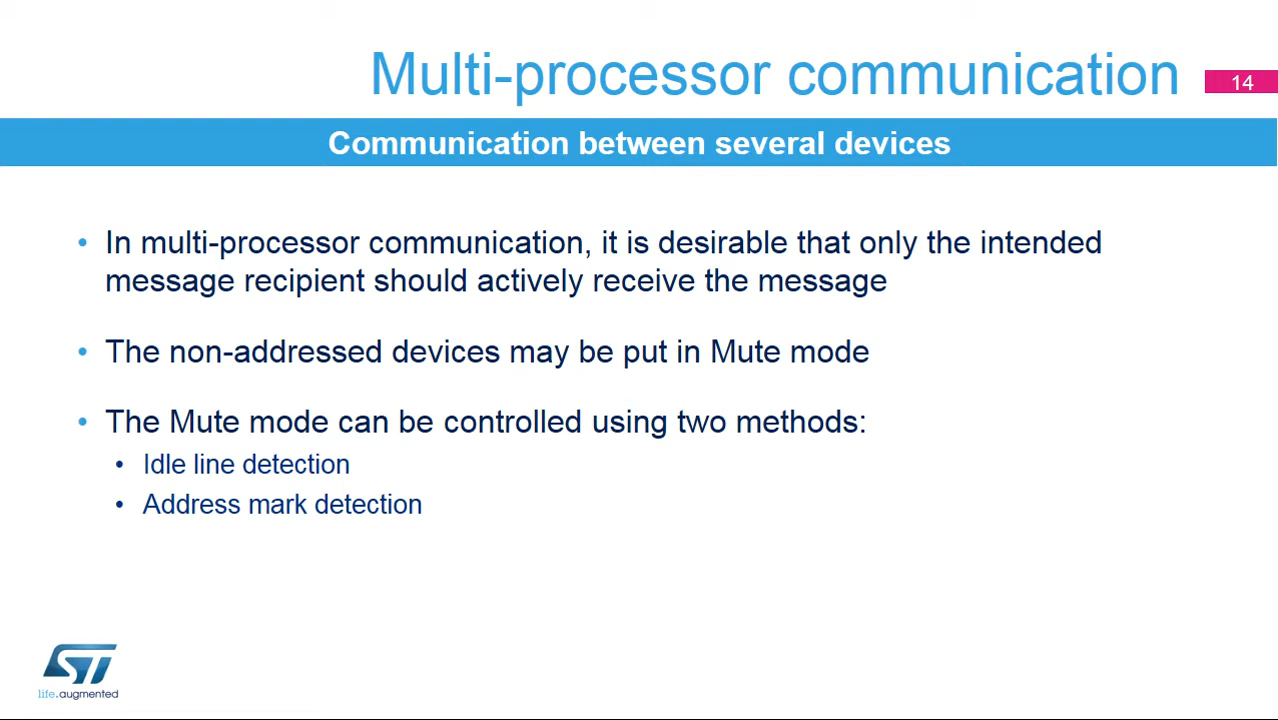 Multi-processor communication
14
Communication between several devices
• In multi-processor communication, it is desirable that only the intended
message recipient should actively receive the message
• The non-addressed devices may be put in Mute mode
• The Mute mode can be controlled using two methods:
• Idle line detection
• Address mark detection
ST
life.augmented